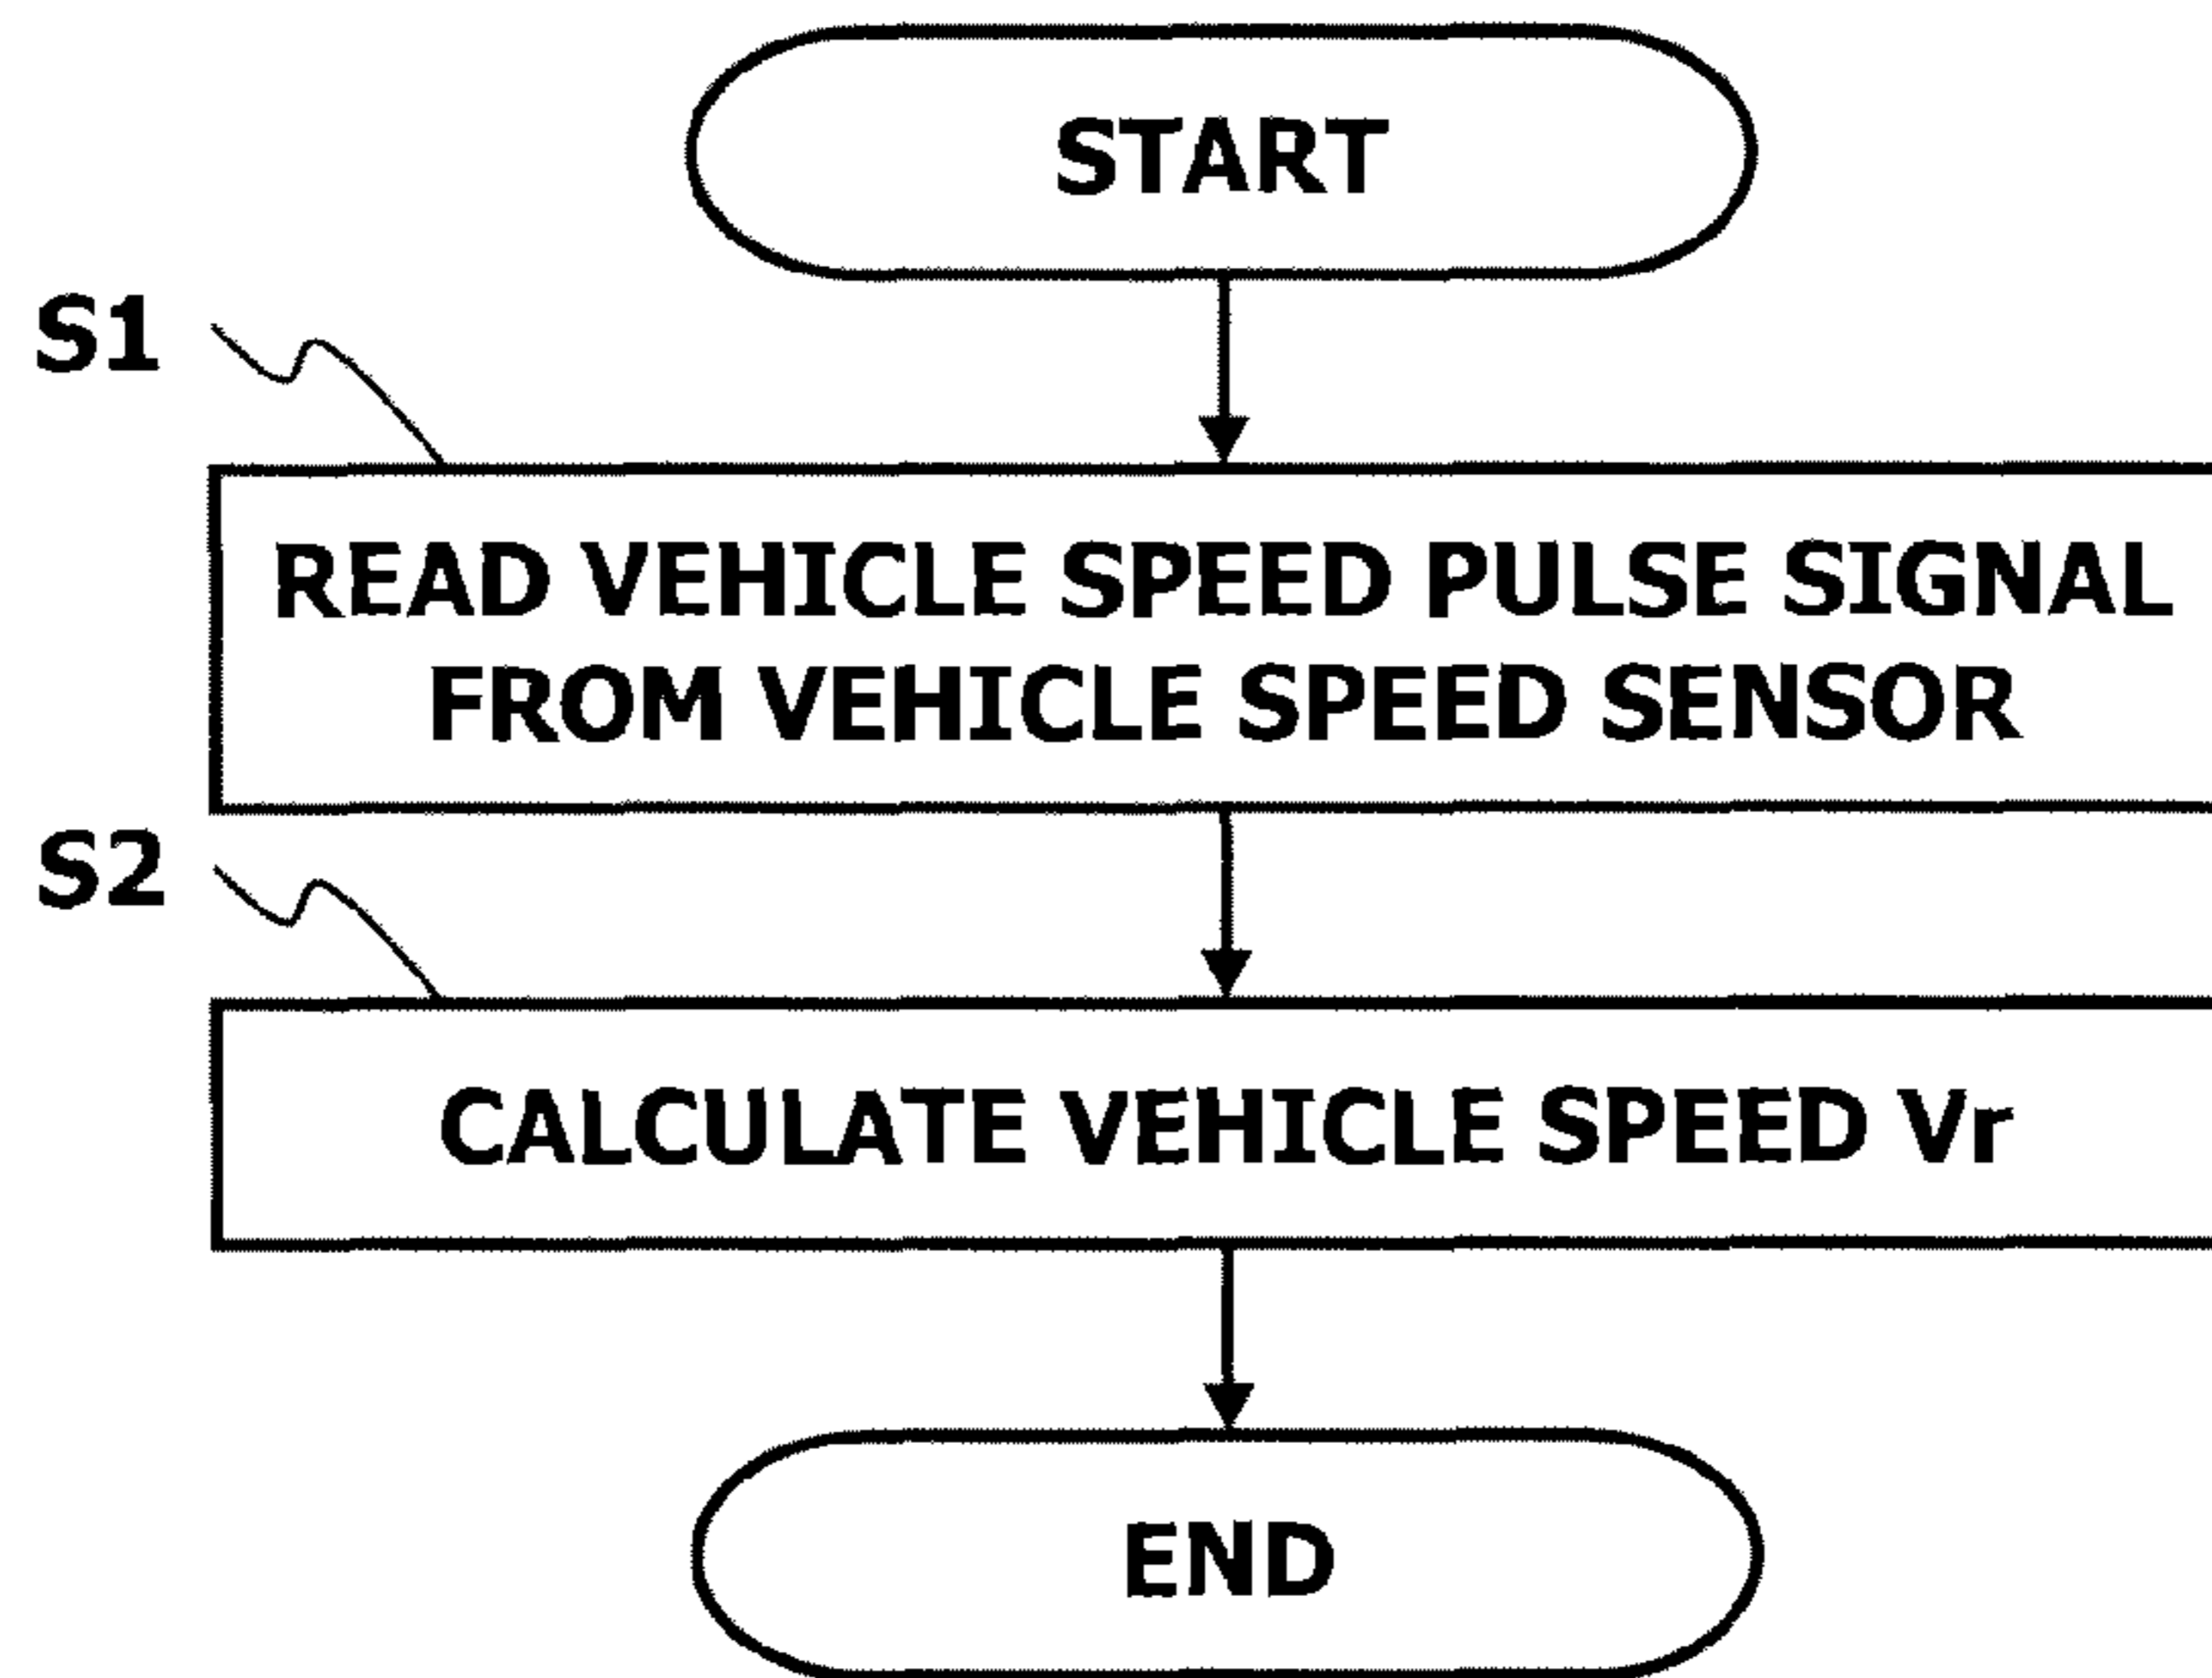 START
S1
READ VEHICLE SPEED PULSE SIGNAL
FROM VEHICLE SPEED SENSOR
S2
CALCULATE VEHICLE SPEED Vr
END